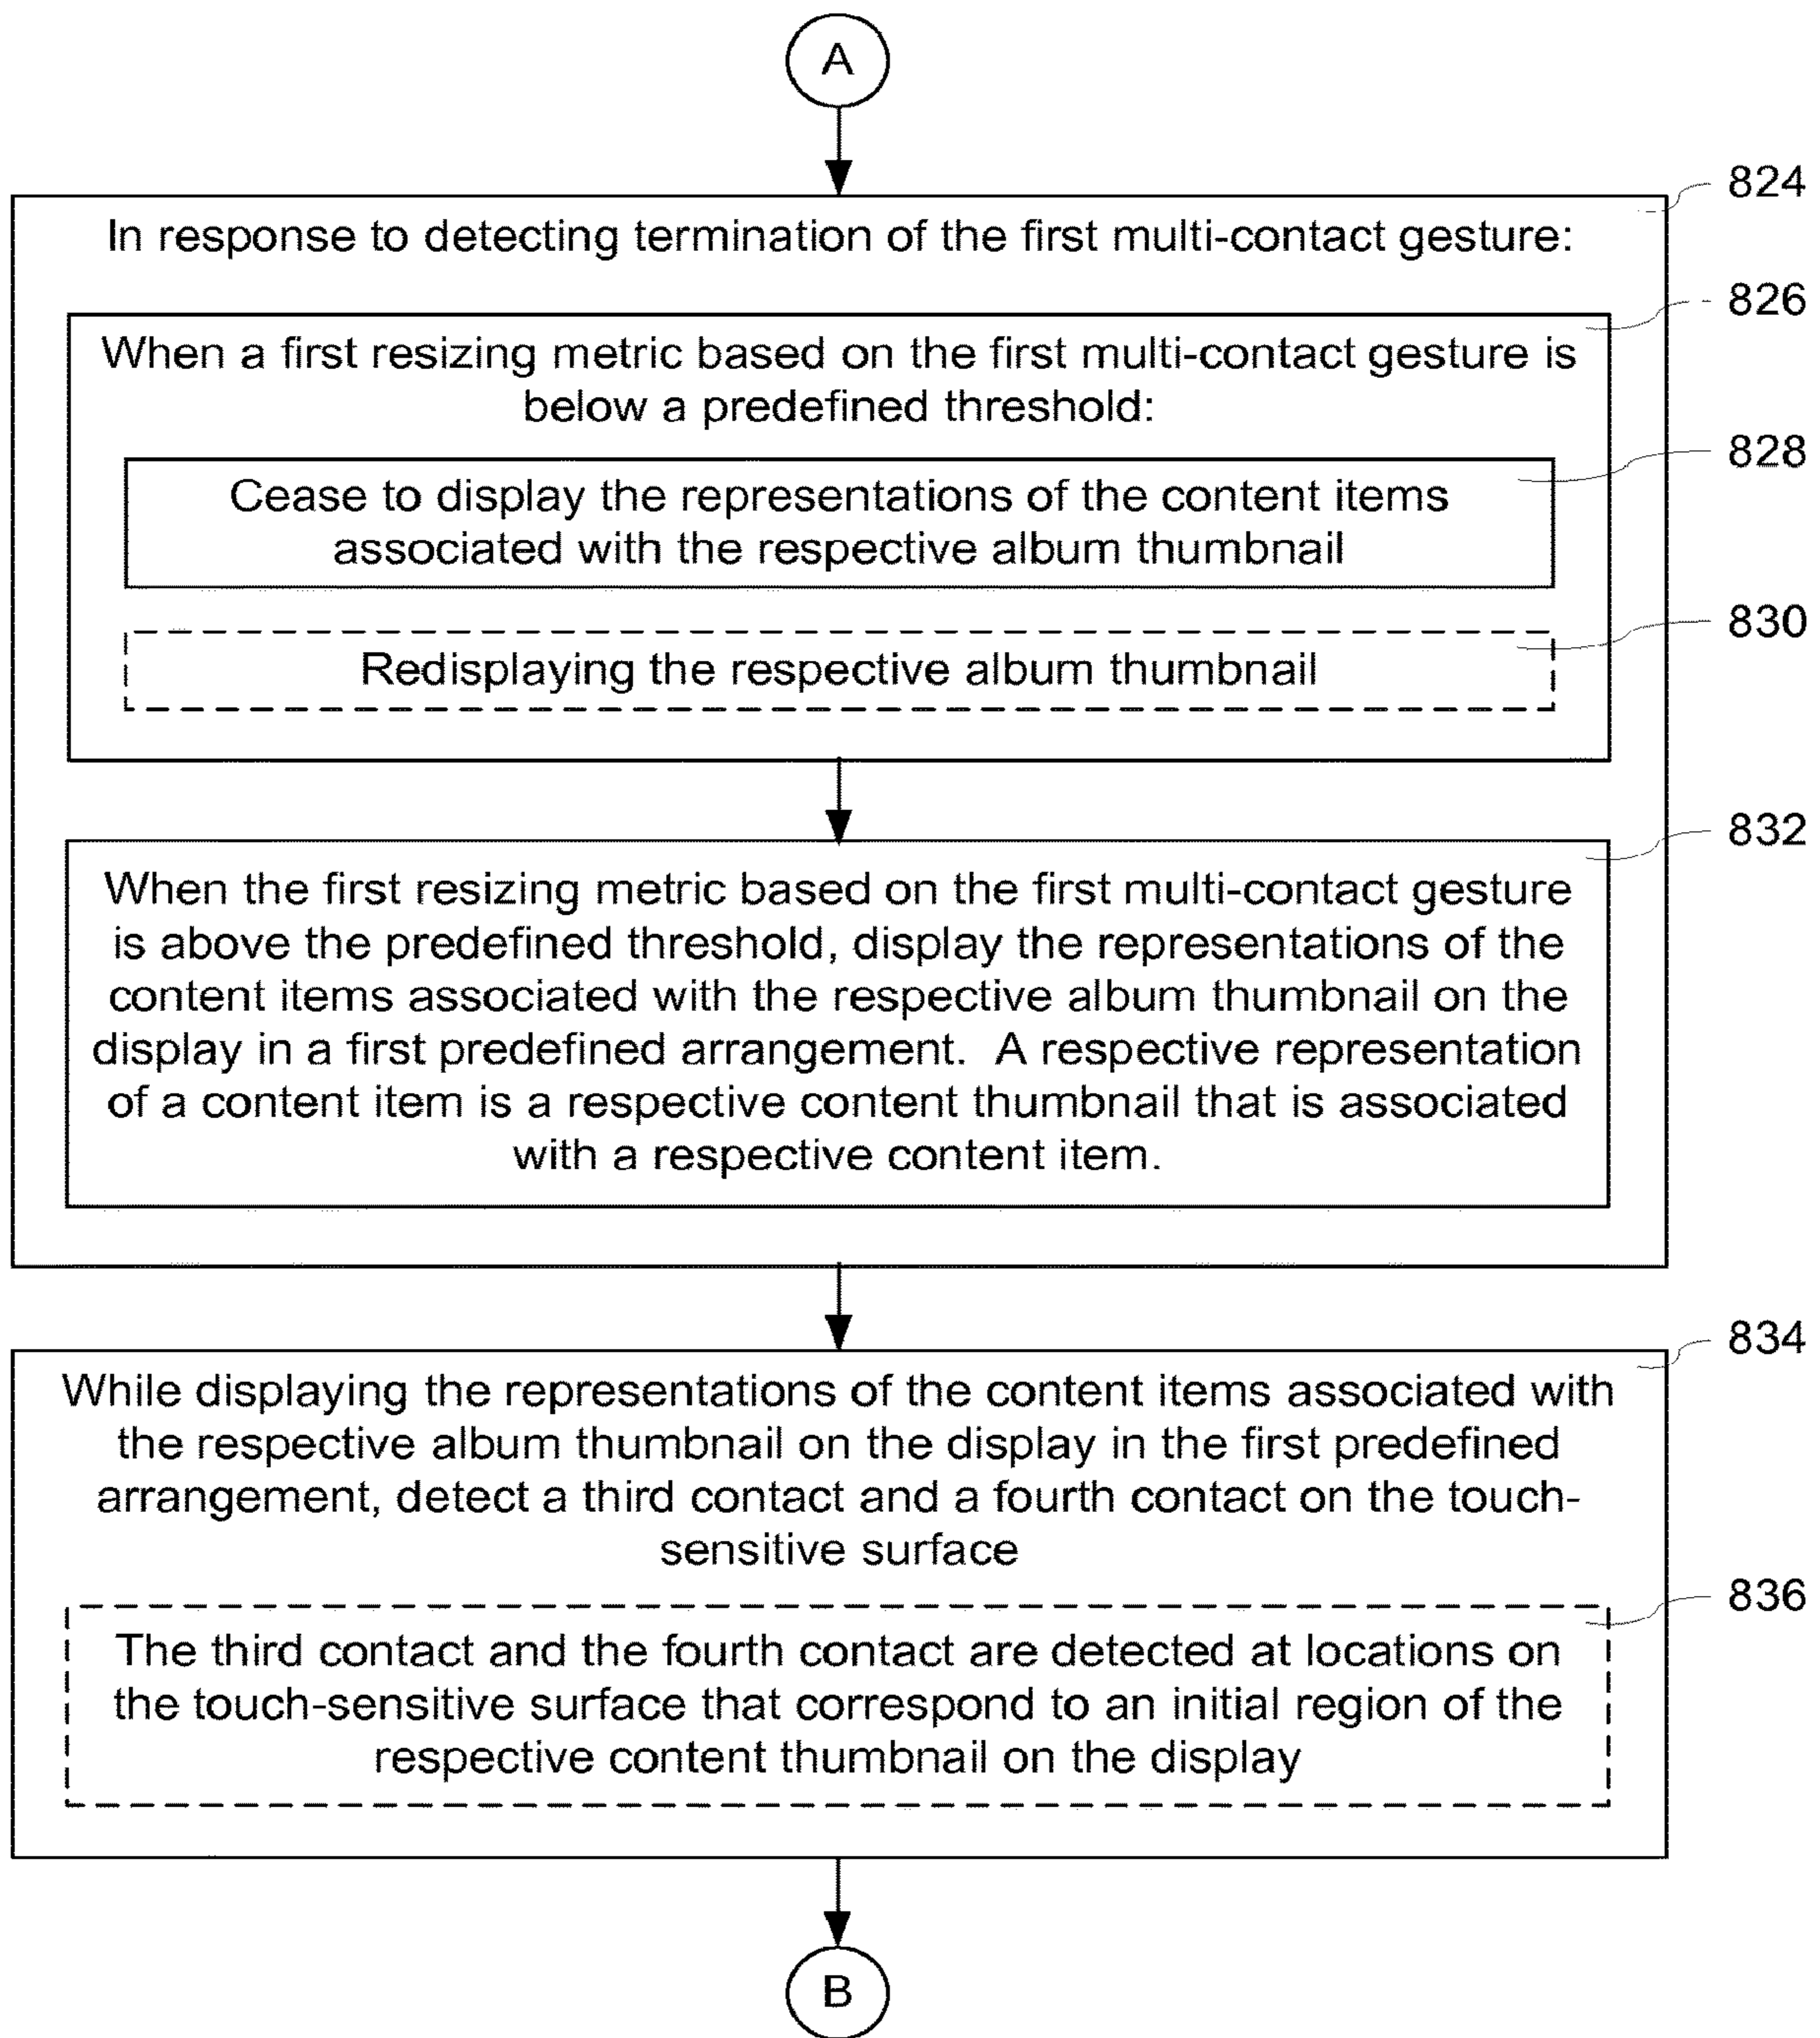 A
824
In response to detecting termination of the first multi-contact gesture:
826
When a first resizing metric based on the first multi-contact gesture is
below a predefined threshold:
828
Cease to display the representations of the content items
associated with the respective album thumbnail
830
Redisplaying the respective album thumbnail
832
When the first resizing metric based on the first multi-contact gesture
is above the predefined threshold, display the representations of the
content items associated with the respective album thumbnail on the
display in a first predefined arrangement.  A respective representation
of a content item is a respective content thumbnail that is associated
with a respective content item.
834
While displaying the representations of the content items associated with
the respective album thumbnail on the display in the first predefined
arrangement, detect a third contact and a fourth contact on the touch-
sensitive surface
836
The third contact and the fourth contact are detected at locations on
the touch-sensitive surface that correspond to an initial region of the
respective content thumbnail on the display
B